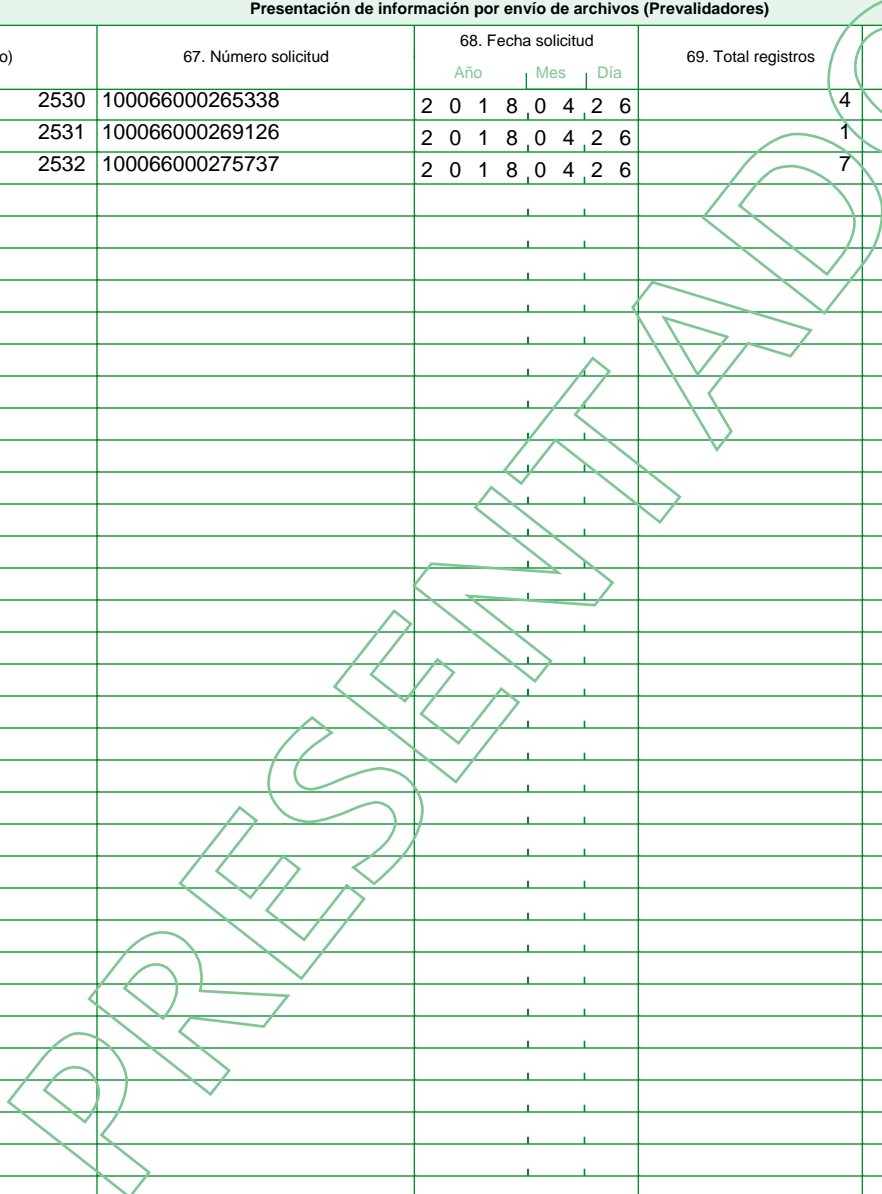 Presentación de información por envío de archivos (Prevalidadores)
o) 67. Número solicitud 68. Fecha solicitud 69. Total registros
Año Mes Día
2530 100066000265338 2 0 1 8 0 4 2 6 4
2531 100066000269126 2 0 1 8 0 4 2 6 1
2532 100066000275737 2 0 1 8 0 4 2 6 7
PRESENTADO